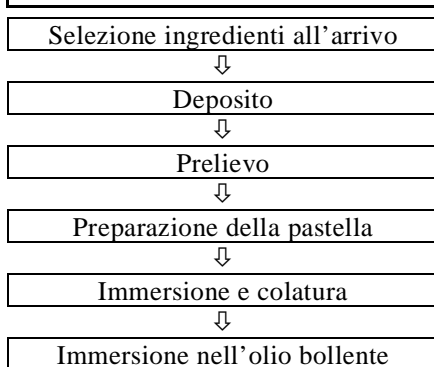 Selezione ingredienti all'arrivo
⇩
Deposito
⇩
Prelievo
⇩
Preparazione della pastella
⇩
Immersione e colatura
⇩
Immersione nell'olio bollente